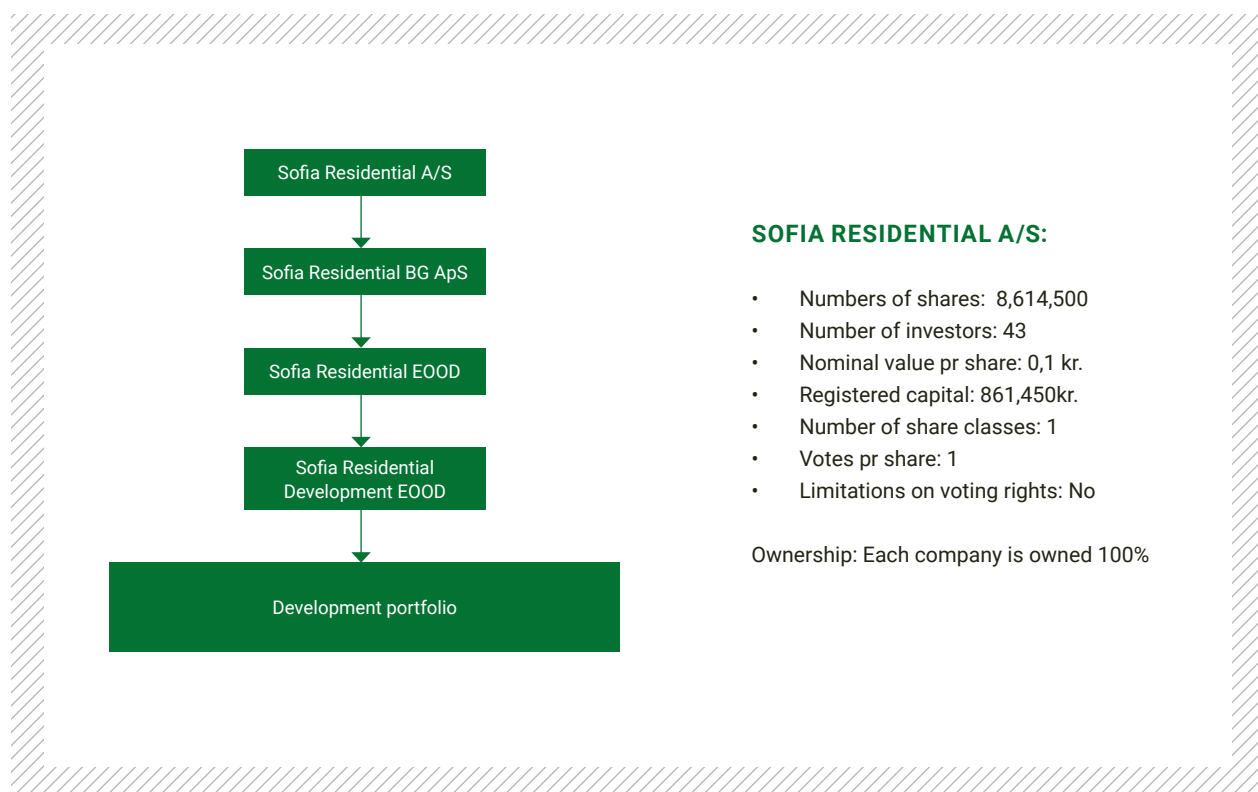 Sofia Residential A/S
Sofia Residential BG ApS
Sofia Residential EOOD
Sofia Residential
Development EOOD
Development portfolio
SOFIA RESIDENTIAL A/S:
• Numbers of shares:  8,614,500
• Number of investors: 43
• Nominal value pr share: 0,1 kr.
• Registered capital: 861,450kr.
• Number of share classes: 1
• Votes pr share: 1
• Limitations on voting rights: No
Ownership: Each company is owned 100%